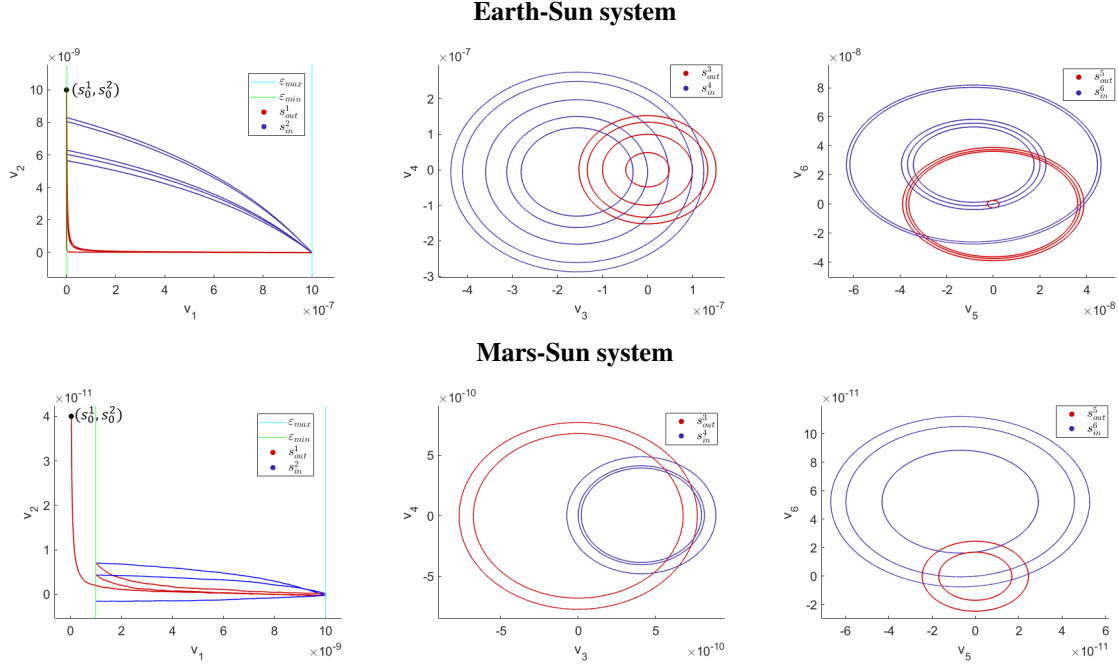 Earth-Sun system
×10⁻⁹
10
8
6
4
2
0
v₂
(s₀¹, s₀²)
ε_max
ε_min
s¹_out
s²_in
0 2 4 6 8 10
v₁
×10⁻⁷
×10⁻⁷
2
1
0
-1
-2
-3
v₄
s³_out
s⁴_in
-4 -3 -2 -1 0 1
v₃
×10⁻⁷
×10⁻⁸
8
6
4
2
0
-2
-4
v₆
s⁵_out
s⁶_in
-6 -4 -2 0 2 4
v₅
×10⁻⁸
Mars-Sun system
×10⁻¹¹
4
3
2
1
0
v₂
(s₀¹, s₀²)
ε_max
ε_min
s¹_out
s²_in
0 2 4 6 8 10
v₁
×10⁻⁹
×10⁻¹⁰
5
0
-5
v₄
s³_out
s⁴_in
-5 0 5
v₃
×10⁻¹⁰
×10⁻¹¹
10
8
6
4
2
0
-2
v₆
s⁵_out
s⁶_in
-6 -4 -2 0 2 4 6
v₅
×10⁻¹¹